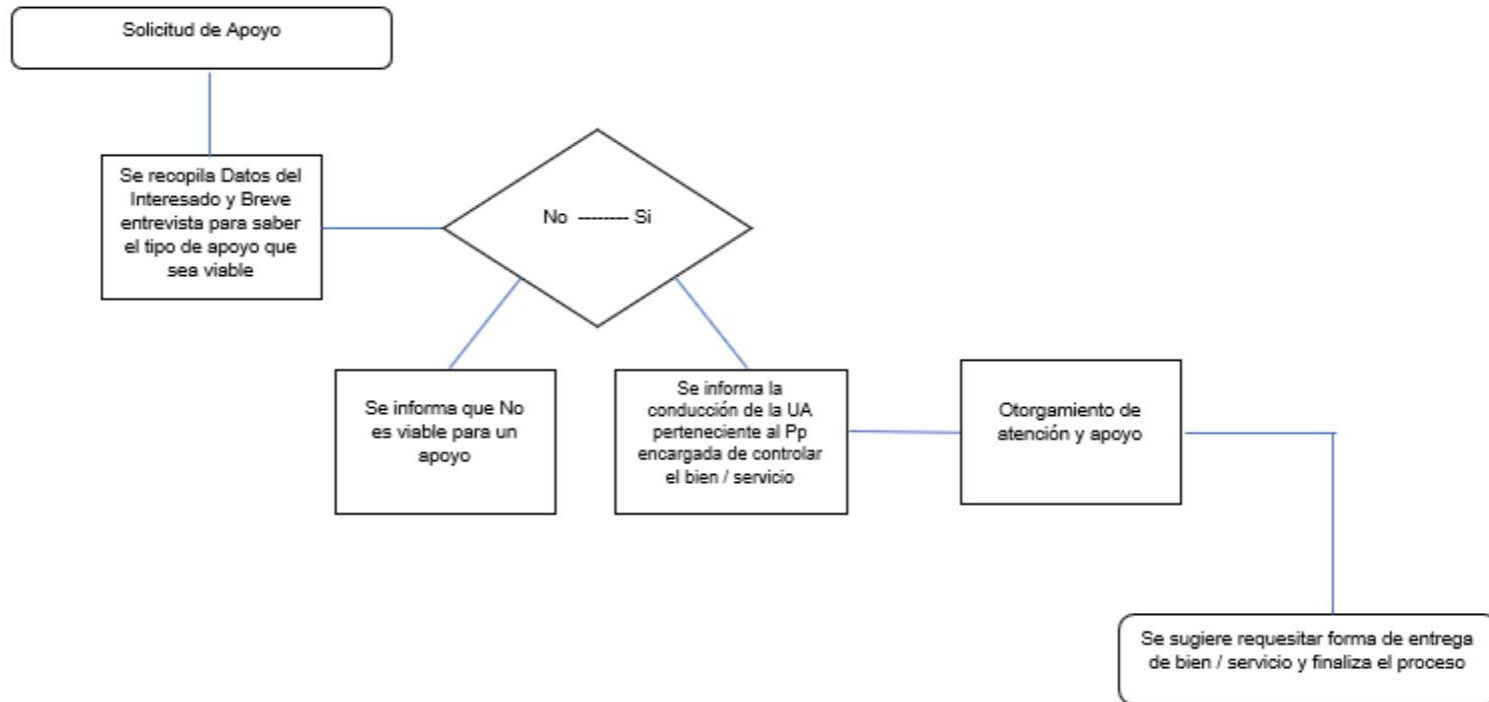 Solicitud de Apoyo
Se recopila Datos del
Interesado y Breve
entrevista para saber
el tipo de apoyo que
sea viable
No -------- Si
Se informa que No
es viable para un
apoyo
Se informa la
conducción de la UA
perteneciente al Pp
encargada de controlar
el bien / servicio
Otorgamiento de
atención y apoyo
Se sugiere requesitar forma de entrega
de bien / servicio y finaliza el proceso